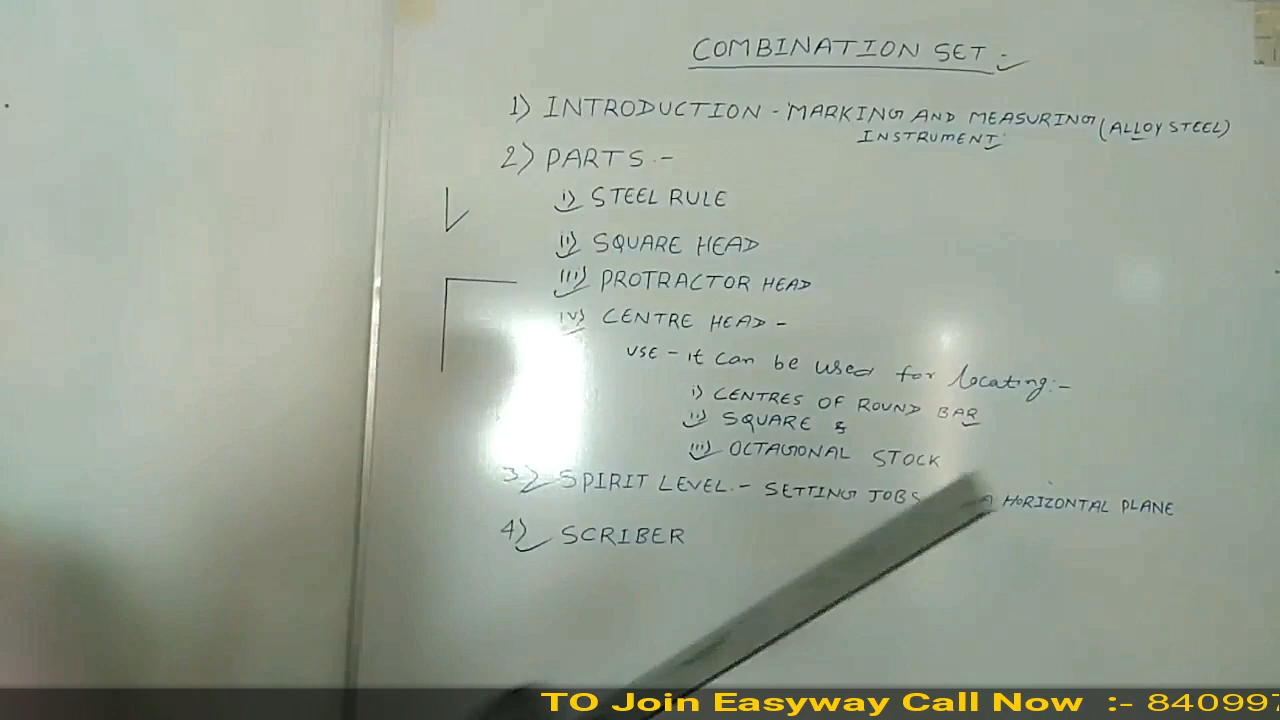 COMBINATION SET :-
1) INTRODUCTION - MARKING AND MEASURING (ALLOY STEEL)
INSTRUMENT
2) PARTS :-
i) STEEL RULE
ii) SQUARE HEAD
iii) PROTRACTOR HEAD
iv) CENTRE HEAD -
USE - it can be used for locating :-
i) CENTRES OF ROUND BAR
ii) SQUARE &
iii) OCTAGONAL STOCK
3) SPIRIT LEVEL - SETTING JOBS A HORIZONTAL PLANE
4) SCRIBER
TO Join Easyway Call Now :- 840997